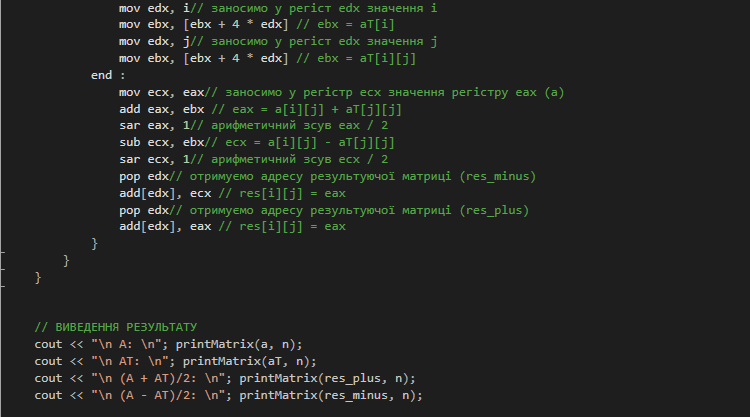 mov edx, i// заносимо у регіст edx значення i
mov ebx, [ebx + 4 * edx] // ebx = aT[i]
mov edx, j// заносимо у регіст edx значення j
mov ebx, [ebx + 4 * edx] // ebx = aT[i][j]
end :
mov ecx, eax// заносимо у регістр ecx значення регістру eax (a)
add eax, ebx // eax = a[i][j] + aT[j][j]
sar eax, 1// арифметичний зсув eax / 2
sub ecx, ebx// ecx = a[i][j] - aT[j][j]
sar ecx, 1// арифметичний зсув ecx / 2
pop edx// отримуємо адресу результуючої матриці (res_minus)
add[edx], ecx // res[i][j] = eax
pop edx// отримуємо адресу результуючої матриці (res_plus)
add[edx], eax // res[i][j] = eax
}
}
}
// ВИВЕДЕННЯ РЕЗУЛЬТАТУ
cout << "\n A: \n"; printMatrix(a, n);
cout << "\n AT: \n"; printMatrix(aT, n);
cout << "\n (A + AT)/2: \n"; printMatrix(res_plus, n);
cout << "\n (A - AT)/2: \n"; printMatrix(res_minus, n);